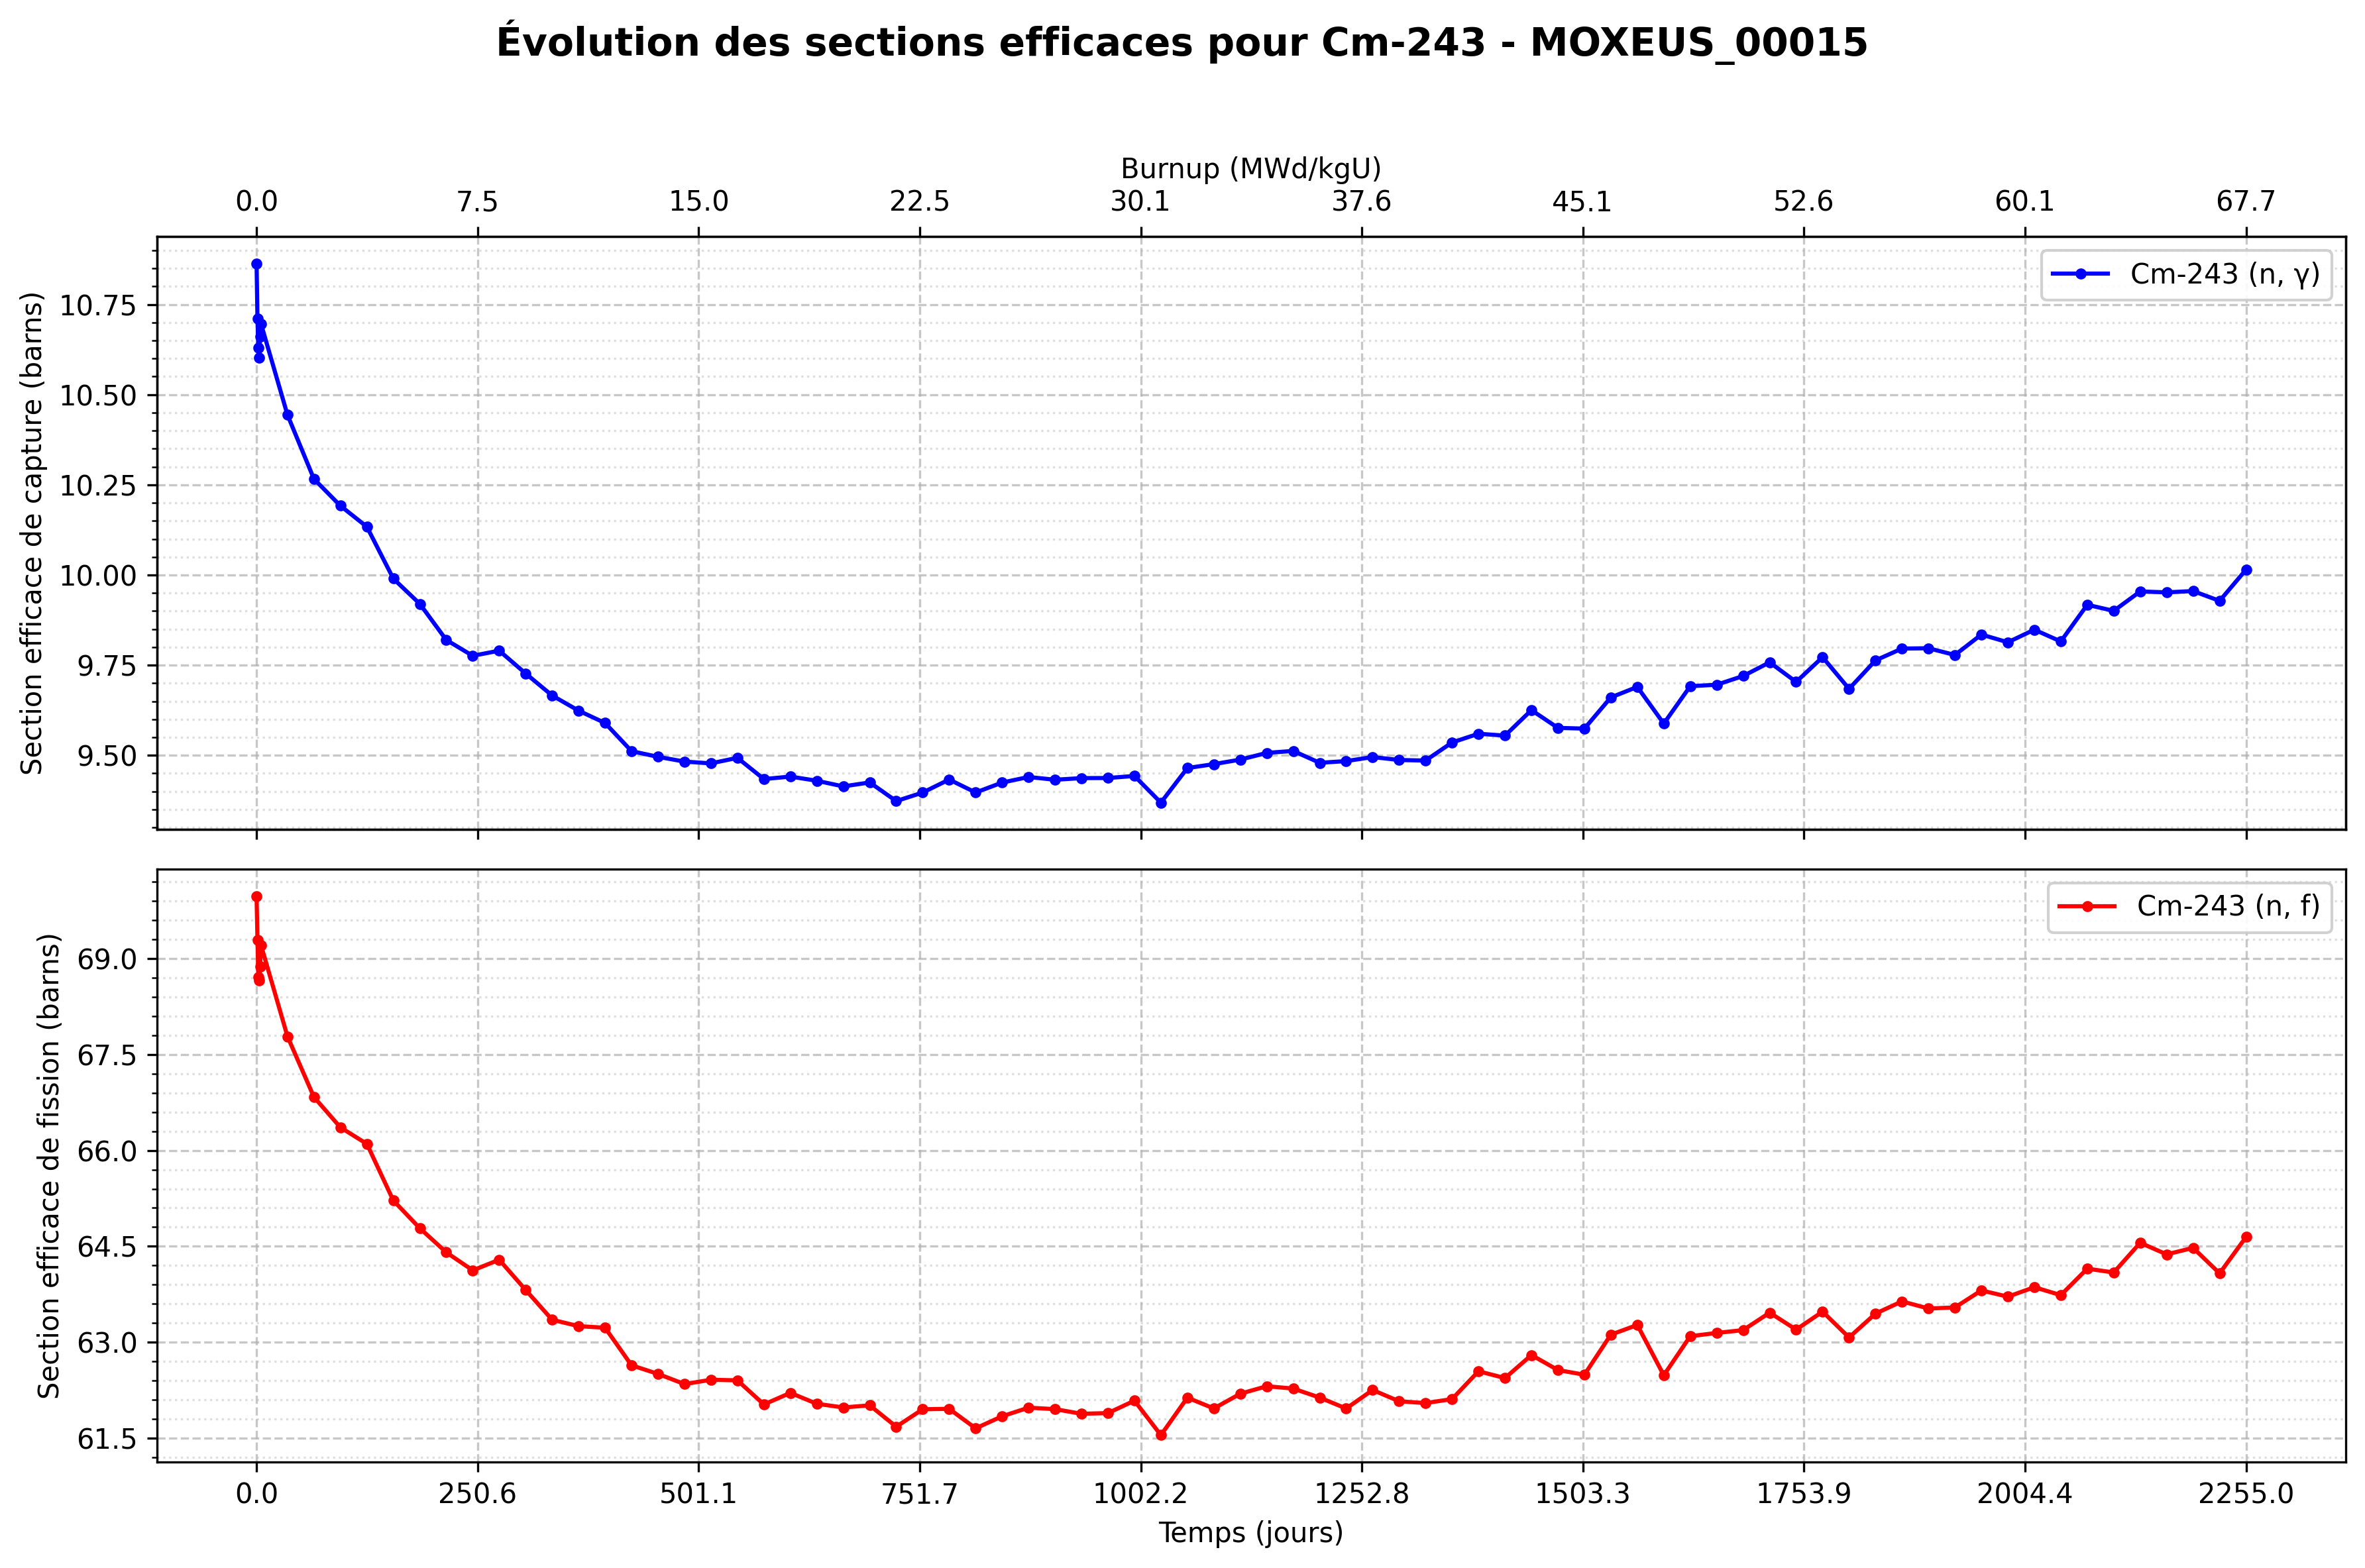 Évolution des sections efficaces pour Cm-243 - MOXEUS_00015
Burnup (MWd/kgU)
0.0 7.5 15.0 22.5 30.1 37.6 45.1 52.6 60.1 67.7
Section efficace de capture (barns)
10.75
10.50
10.25
10.00
9.75
9.50
Cm-243 (n, γ)
Section efficace de fission (barns)
69.0
67.5
66.0
64.5
63.0
61.5
Cm-243 (n, f)
0.0 250.6 501.1 751.7 1002.2 1252.8 1503.3 1753.9 2004.4 2255.0
Temps (jours)